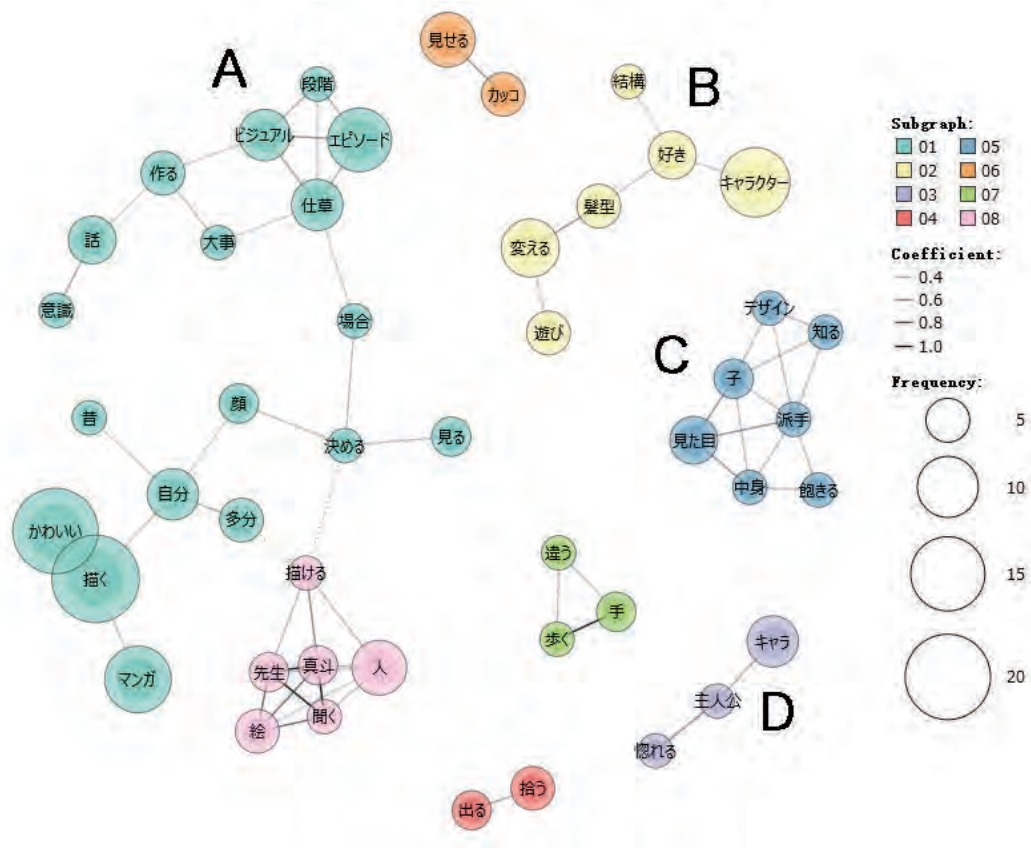 A
段階
ビジュアル
エピソード
作る
仕草
話
大事
意識
場合
見せる
カッコ
B
結構
好き
キャラクター
髪型
変える
遊び
C
デザイン
知る
子
派手
見た目
中身
飽きる
昔
顔
決める
見る
自分
多分
かわいい
描く
マンガ
描ける
先生
真斗
人
絵
聞く
違う
手
歩く
キャラ
主人公
D
惚れる
拾う
出る
Subgraph:
01 05
02 06
03 07
04 08
Coefficient:
0.4
0.6
0.8
1.0
Frequency:
5
10
15
20